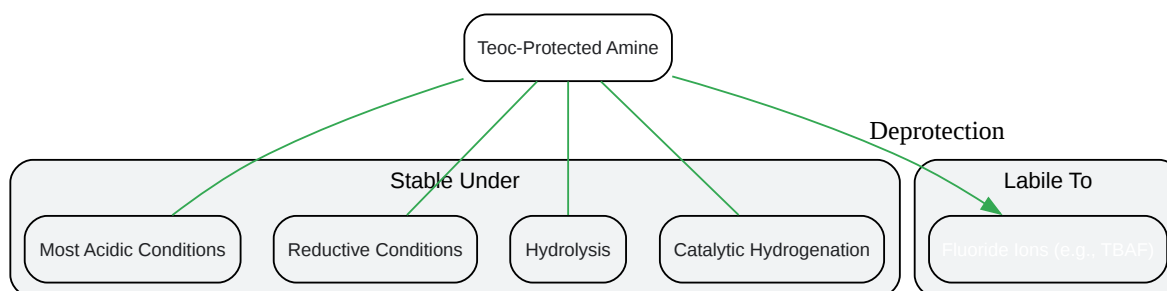 Teoc-Protected Amine
Deprotection
Stable Under
Labile To
Most Acidic Conditions
Reductive Conditions
Hydrolysis
Catalytic Hydrogenation
Fluoride Ions (e.g., TBAF)